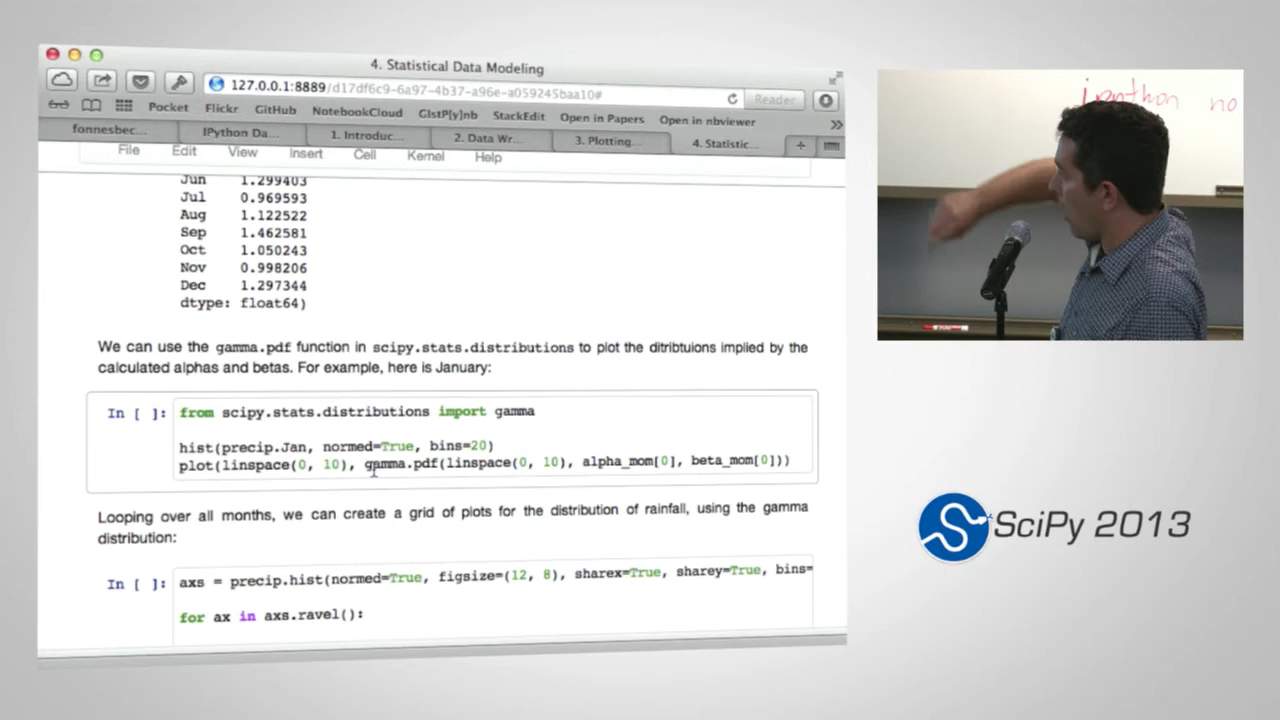 4. Statistical Data Modeling
127.0.0.1:8889/d17df6c9-6a97-4b37-a96e-a059245baa10#
Reader
Pocket Flickr GitHub NotebookCloud GIstP[y]nb StackEdit Open in Papers Open in nbviewer
fonnesbec... IPython Da... 1. Introduc... 2. Data Wr... 3. Plotting... 4. Statistic...
File Edit View Insert Cell Kernel Help
Jun 1.299403
Jul 0.969593
Aug 1.122522
Sep 1.462581
Oct 1.050243
Nov 0.998206
Dec 1.297344
dtype: float64)
We can use the gamma.pdf function in scipy.stats.distributions to plot the ditribtuions implied by the
calculated alphas and betas. For example, here is January:
In [ ]: from scipy.stats.distributions import gamma
hist(precip.Jan, normed=True, bins=20)
plot(linspace(0, 10), gamma.pdf(linspace(0, 10), alpha_mom[0], beta_mom[0]))
Looping over all months, we can create a grid of plots for the distribution of rainfall, using the gamma
distribution:
In [ ]: axs = precip.hist(normed=True, figsize=(12, 8), sharex=True, sharey=True, bins=
for ax in axs.ravel():
ipython no
SciPy 2013